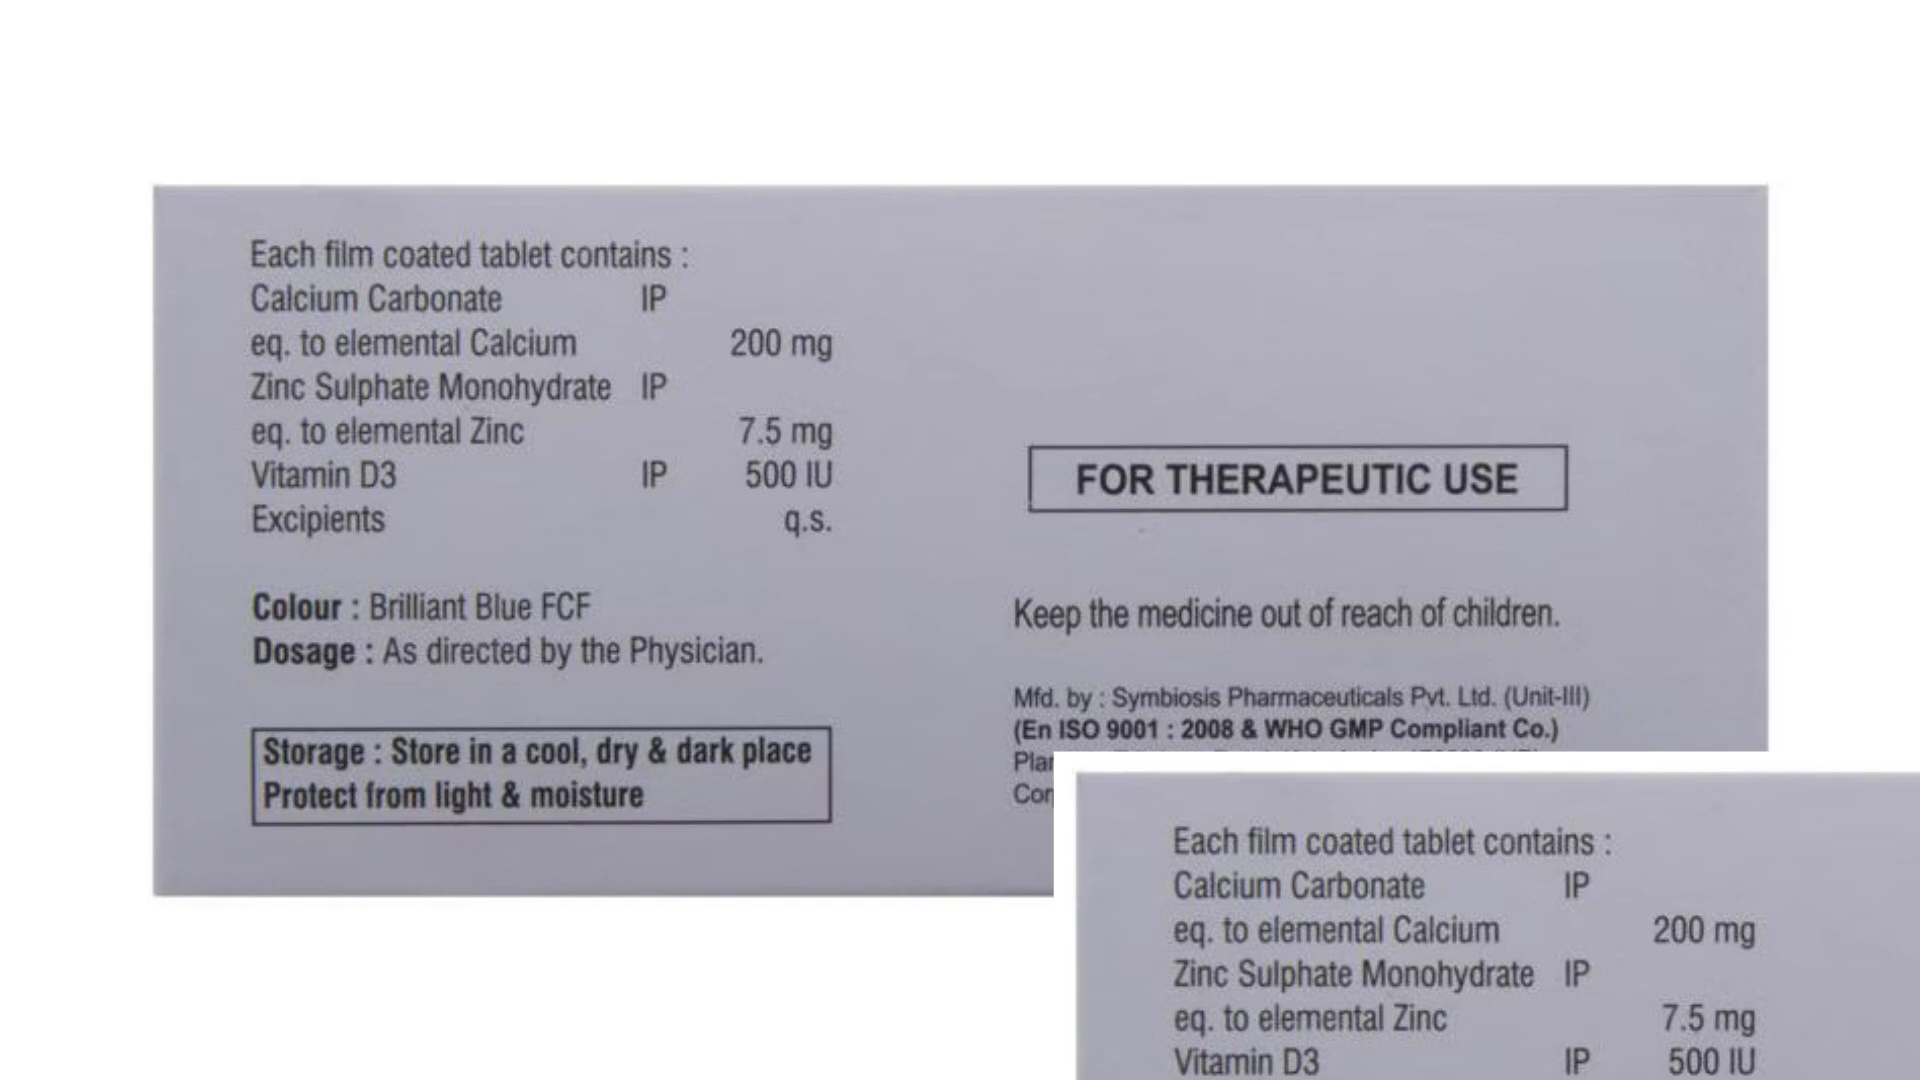 Each film coated tablet contains :
Calcium Carbonate IP
eq. to elemental Calcium 200 mg
Zinc Sulphate Monohydrate IP
eq. to elemental Zinc 7.5 mg
Vitamin D3 IP 500 IU
Excipients q.s.
Colour : Brilliant Blue FCF
Dosage : As directed by the Physician.
Storage : Store in a cool, dry & dark place
Protect from light & moisture
FOR THERAPEUTIC USE
Keep the medicine out of reach of children.
Mfd. by : Symbiosis Pharmaceuticals Pvt. Ltd. (Unit-III)
(En ISO 9001 : 2008 & WHO GMP Compliant Co.)
Each film coated tablet contains :
Calcium Carbonate IP
eq. to elemental Calcium 200 mg
Zinc Sulphate Monohydrate IP
eq. to elemental Zinc 7.5 mg
Vitamin D3 IP 500 IU